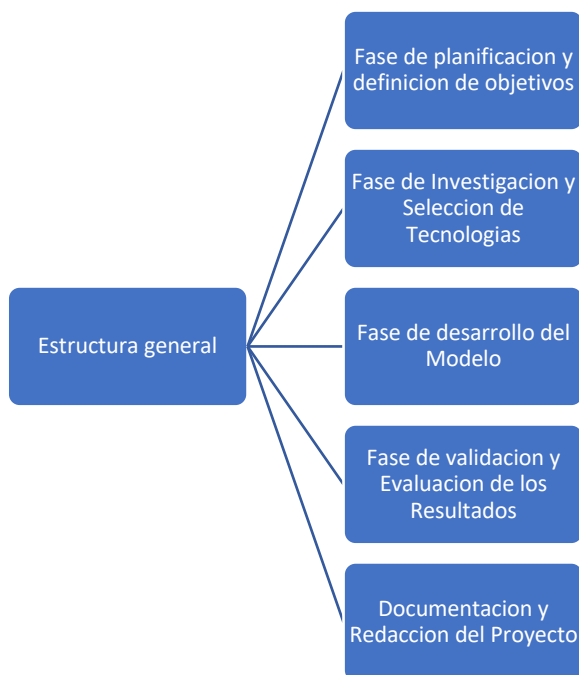 Fase de planificacion y
definicion de objetivos
Fase de Investigacion y
Seleccion de
Tecnologias
Estructura general
Fase de desarrollo del
Modelo
Fase de validacion y
Evaluacion de los
Resultados
Documentacion y
Redaccion del Proyecto